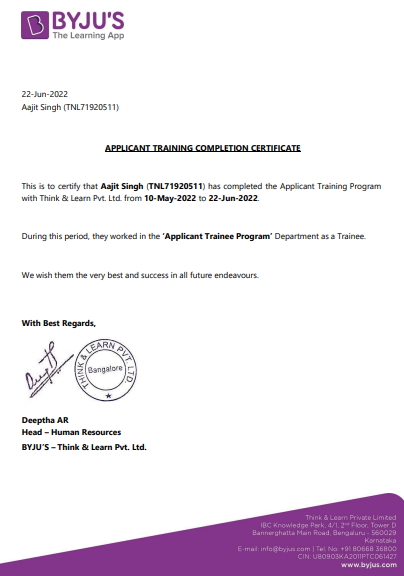 BYJU'S
The Learning App
22-Jun-2022
Aajit Singh (TNL71920511)
APPLICANT TRAINING COMPLETION CERTIFICATE
This is to certify that Aajit Singh (TNL71920511) has completed the Applicant Training Program
with Think & Learn Pvt. Ltd. from 10-May-2022 to 22-Jun-2022.
During this period, they worked in the ‘Applicant Trainee Program’ Department as a Trainee.
We wish them the very best and success in all future endeavours.
With Best Regards,
THINK & LEARN PVT. LTD
Bangalore
Deeptha AR
Head – Human Resources
BYJU'S – Think & Learn Pvt. Ltd.
Think & Learn Private Limited
IBC Knowledge Park, 4/1, 2nd Floor, Tower D
Bannerghatta Main Road, Bengaluru - 560029
Karnataka
E-mail: info@byjus.com | Tel. No: +91 80668 36800
CIN: U80903KA2011PTC061427
www.byjus.com